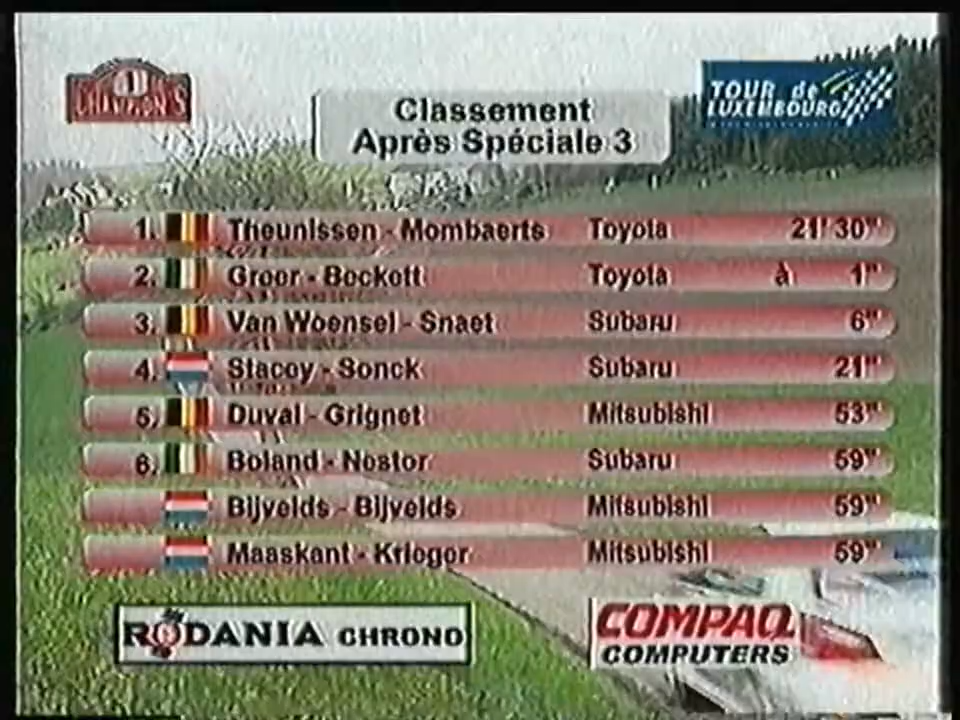 1
CHAMPION'S
TOUR de
LUXEMBOURG
Classement
Après Spéciale 3
1. Theunissen - Mombaerts Toyota 21' 30"
2. Greer - Beckett Toyota à 1"
3. Van Woensel - Snaet Subaru 6"
4. Stacey - Sonck Subaru 21"
5. Duval - Grignet Mitsubishi 53"
6. Boland - Nestor Subaru 59"
Bijvelds - Bijvelds Mitsubishi 59"
Maaskant - Krieger Mitsubishi 59"
RODANIA CHRONO
COMPAQ
COMPUTERS